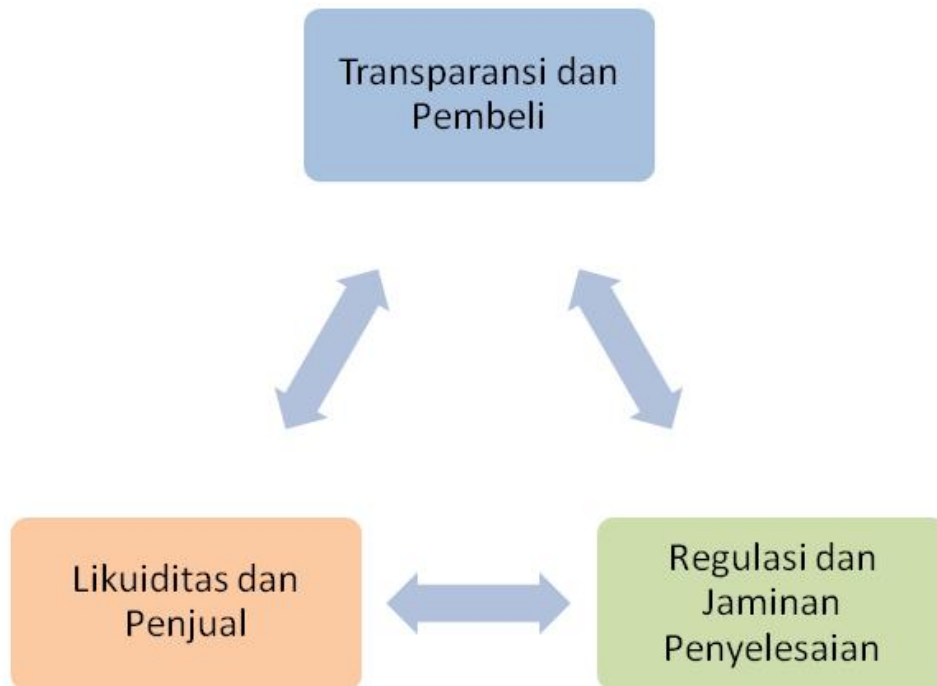 Transparansi dan
Pembeli
Likuiditas dan
Penjual
Regulasi dan
Jaminan
Penyelesaian